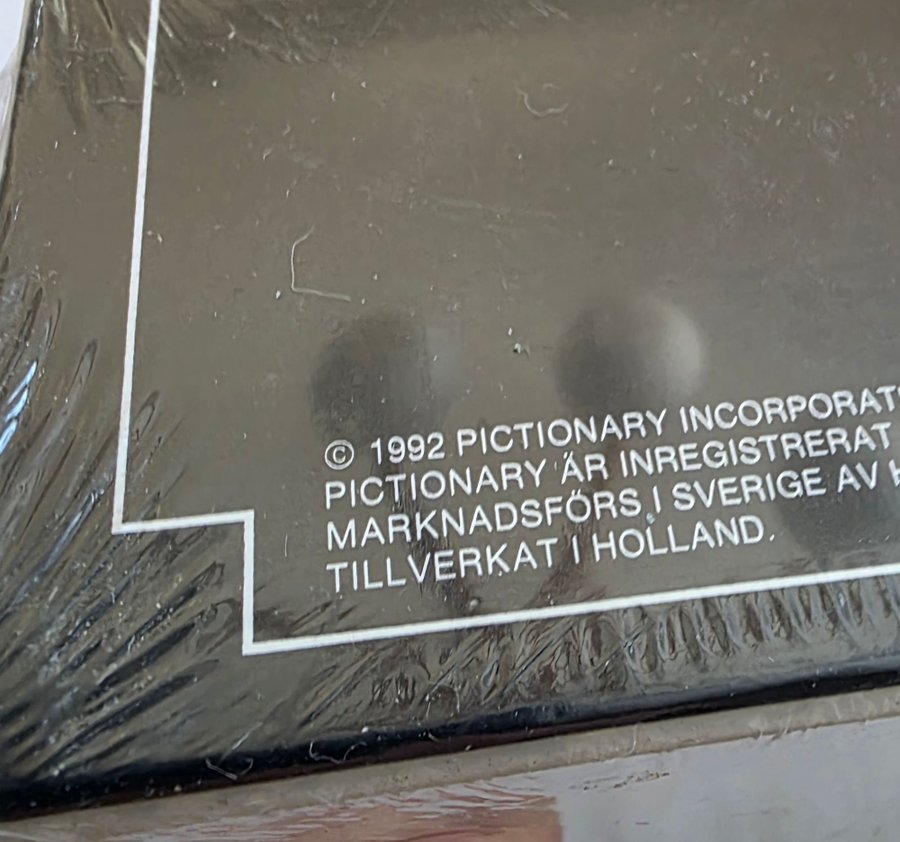 © 1992 PICTIONARY INCORPORAT
PICTIONARY ÄR INREGISTRERAT
MARKNADSFÖRS I SVERIGE AV
TILLVERKAT I HOLLAND.